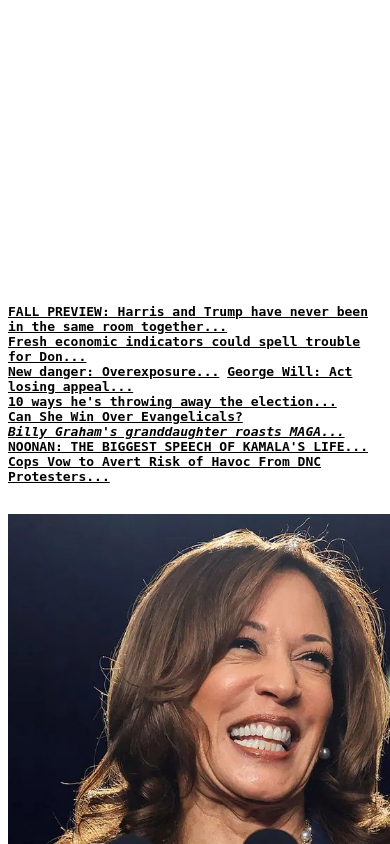 FALL PREVIEW: Harris and Trump have never been
in the same room together...
Fresh economic indicators could spell trouble
for Don...
New danger: Overexposure... George Will: Act
losing appeal...
10 ways he's throwing away the election...
Can She Win Over Evangelicals?
Billy Graham's granddaughter roasts MAGA...
NOONAN: THE BIGGEST SPEECH OF KAMALA'S LIFE...
Cops Vow to Avert Risk of Havoc From DNC
Protesters...